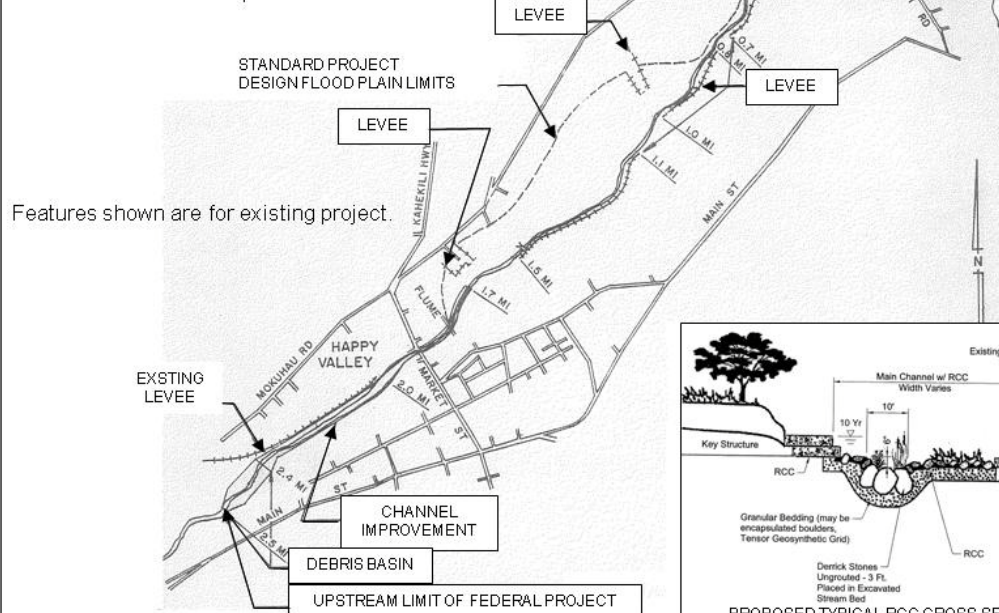 LEVEE
RD
0.7 MI
0.8 MI
STANDARD PROJECT
DESIGN FLOOD PLAIN LIMITS
LEVEE
LEVEE
1.0 MI
1.1 MI
KAHEKILI HWY
MAIN ST
Features shown are for existing project.
N
1.5 MI
1.7 MI
FLUME
HAPPY
VALLEY
MOKUHAU RD
MARKET ST
2.0 MI
EXSTING
LEVEE
2.4 MI
MAIN ST
2.5 MI
CHANNEL
IMPROVEMENT
DEBRIS BASIN
UPSTREAM LIMIT OF FEDERAL PROJECT
Existing
Main Channel w/ RCC
Width Varies
10'
10 Yr
6'
Key Structure
RCC
Granular Bedding (may be
encapsulated boulders,
Tensor Geosynthetic Grid)
RCC
Derrick Stones
Ungrouted - 3 Ft.
Placed in Excavated
Stream Bed
PROPOSED TYPICAL RCC CROSS SE